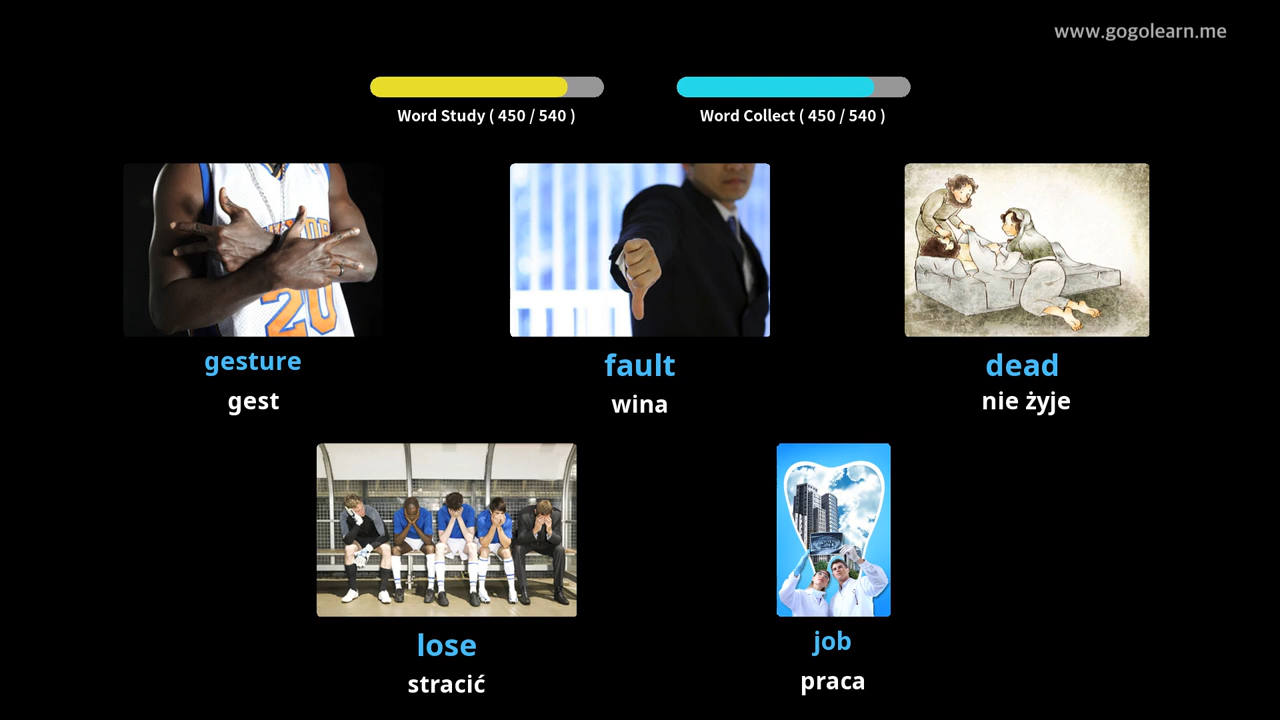 www.gogolearn.me
Word Study ( 450 / 540 )
Word Collect ( 450 / 540 )
20
gesture
gest
fault
wina
dead
nie żyje
lose
stracić
job
praca